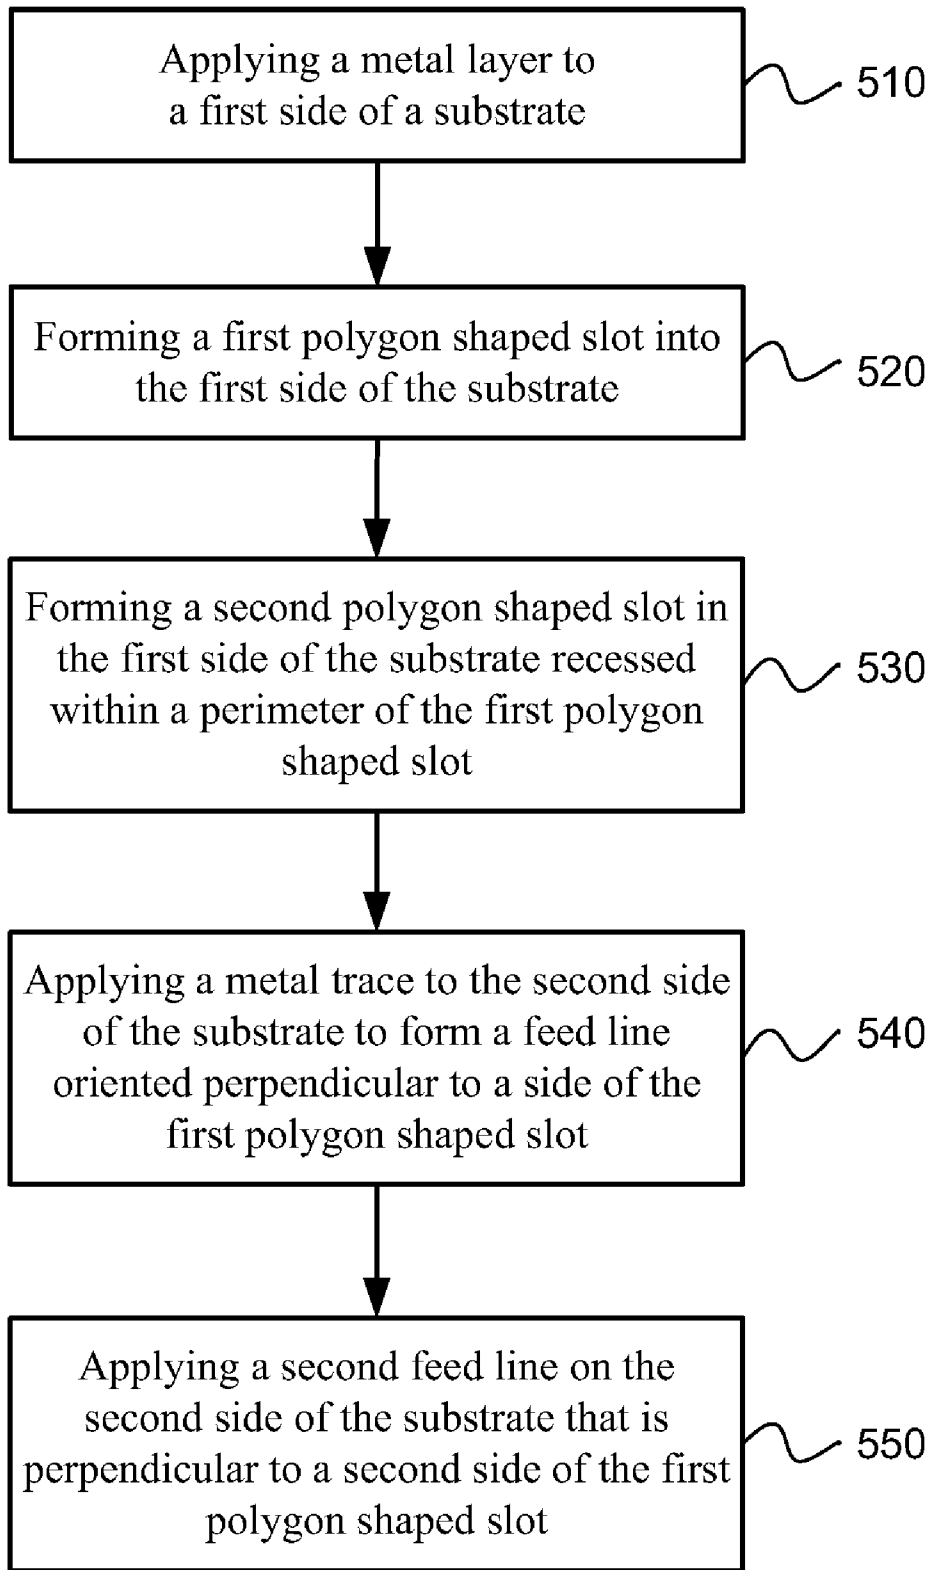 Applying a metal layer to
a first side of a substrate
510
Forming a first polygon shaped slot into
the first side of the substrate
520
Forming a second polygon shaped slot in
the first side of the substrate recessed
within a perimeter of the first polygon
shaped slot
530
Applying a metal trace to the second side
of the substrate to form a feed line
oriented perpendicular to a side of the
first polygon shaped slot
540
Applying a second feed line on the
second side of the substrate that is
perpendicular to a second side of the first
polygon shaped slot
550